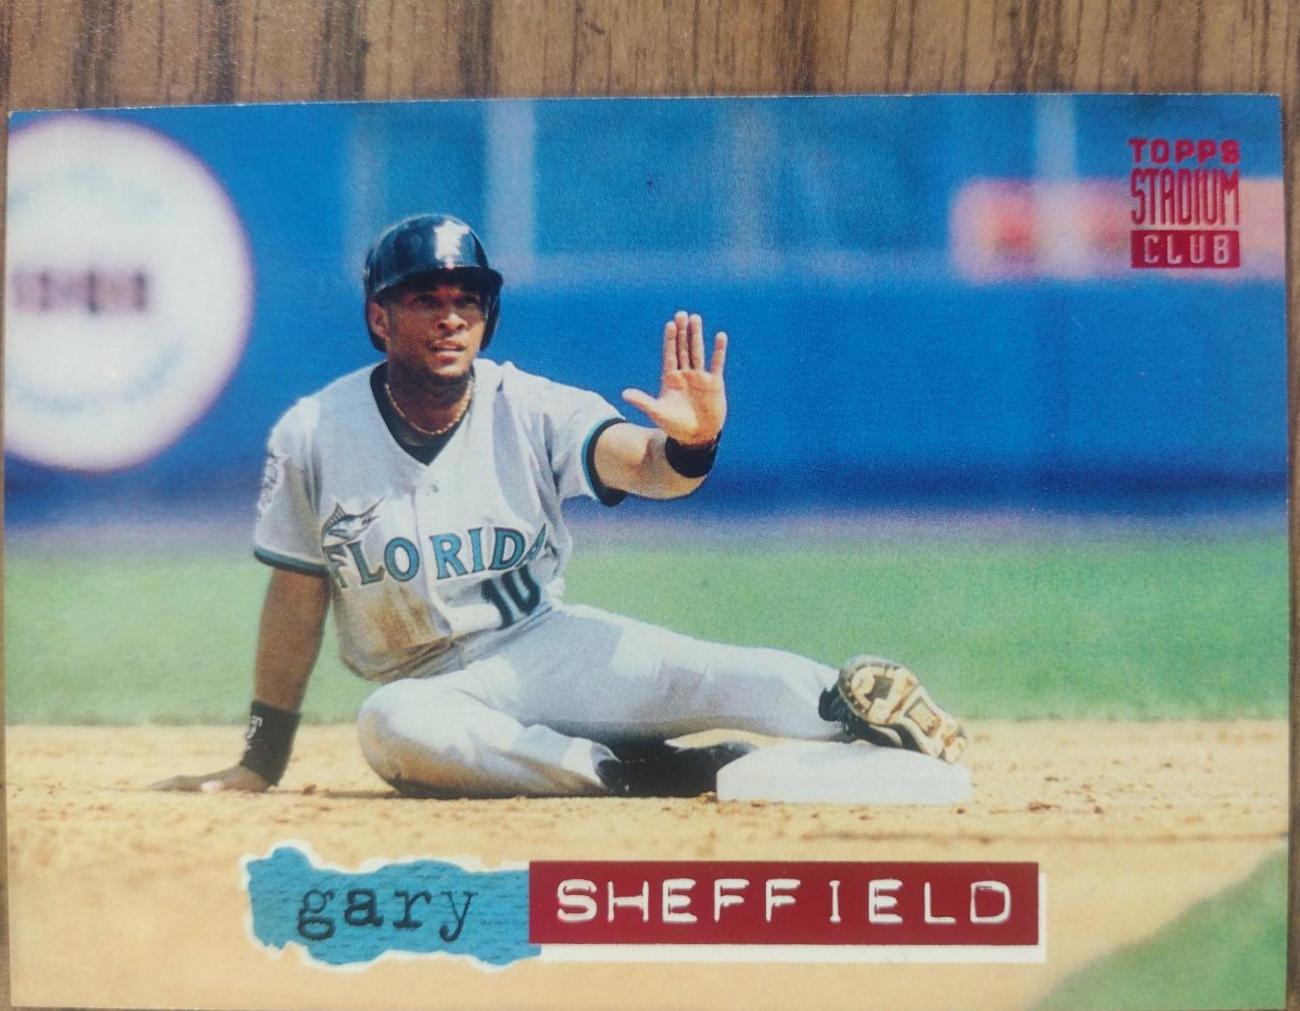 TOPPS
STADIUM
CLUB
FLORIDA
10
gary SHEFFIELD